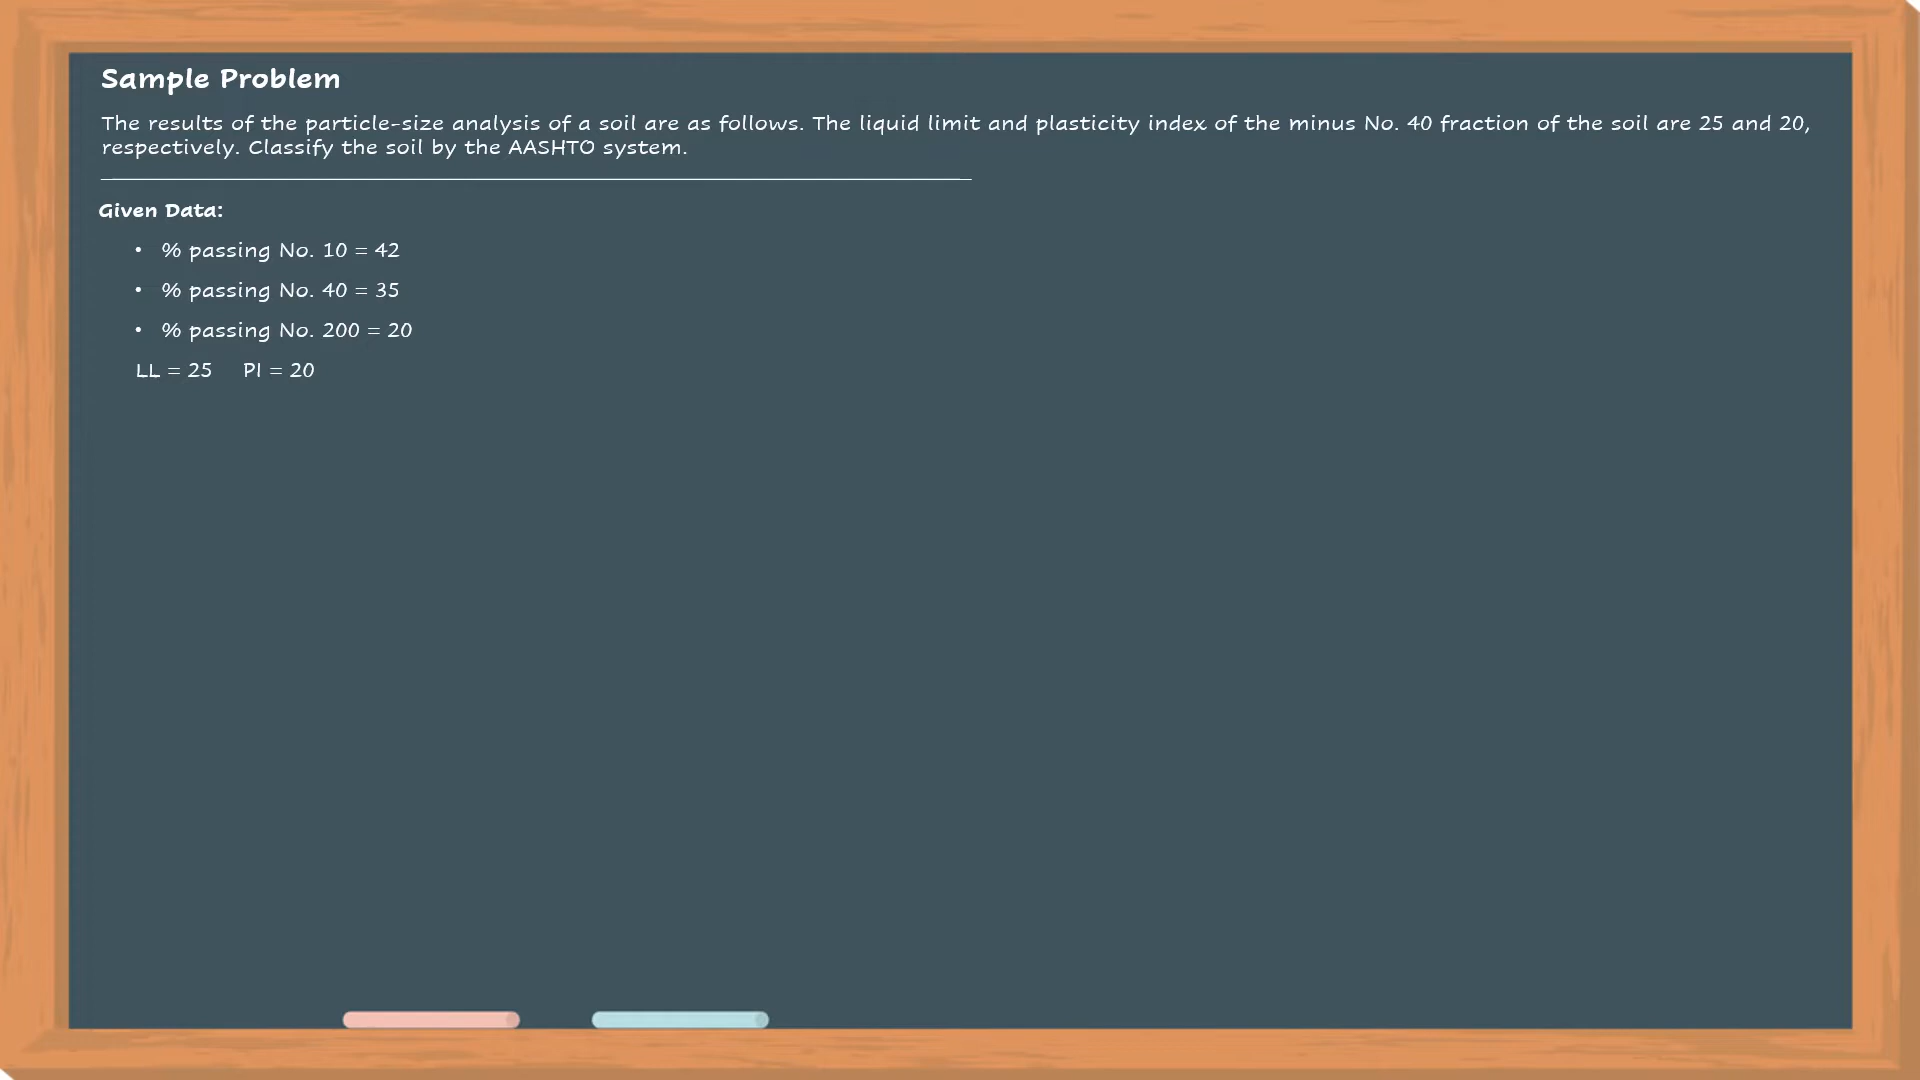 Sample Problem
The results of the particle-size analysis of a soil are as follows. The liquid limit and plasticity index of the minus No. 40 fraction of the soil are 25 and 20,
respectively. Classify the soil by the AASHTO system.
Given Data:
• % passing No. 10 = 42
• % passing No. 40 = 35
• % passing No. 200 = 20
LL = 25 PI = 20